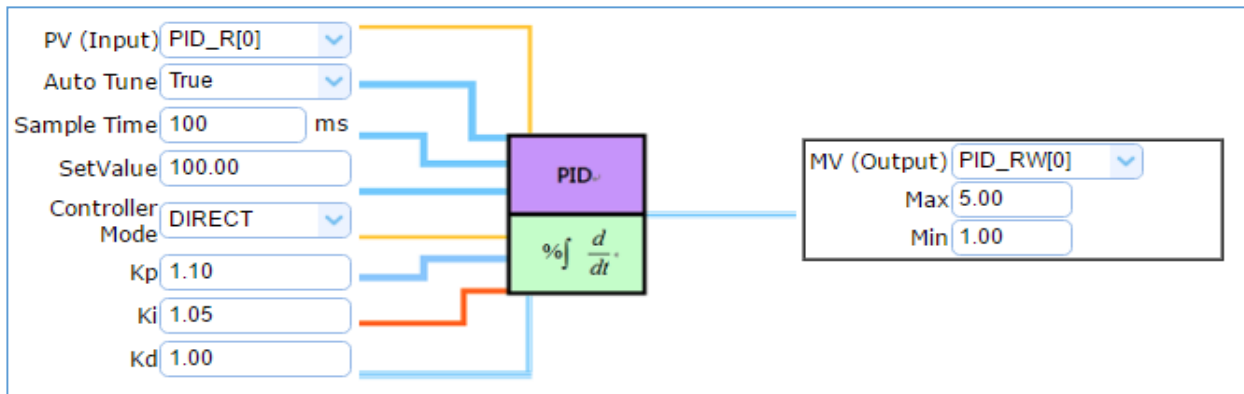 PV (Input) PID_R[0]
Auto Tune True
Sample Time 100 ms
SetValue 100.00
Controller
Mode DIRECT
Kp 1.10
Ki 1.05
Kd 1.00
PID
%∫ d/dt
MV (Output) PID_RW[0]
Max 5.00
Min 1.00